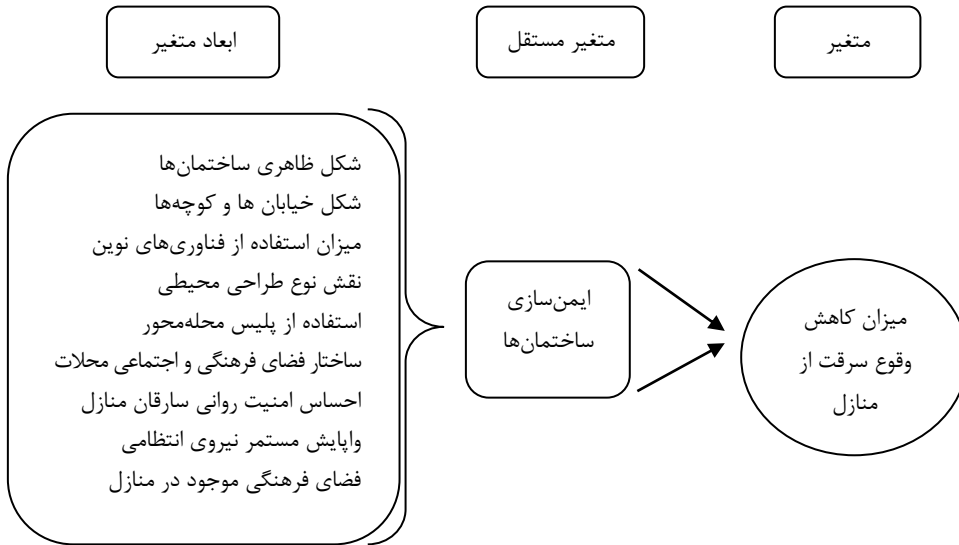 متغیر
متغیر مستقل
ابعاد متغیر
میزان کاهش
وقوع سرقت از
منازل
ایمن‌سازی
ساختمان‌ها
شکل ظاهری ساختمان‌ها
شکل خیابان ها و کوچه‌ها
میزان استفاده از فناوری‌های نوین
نقش نوع طراحی محیطی
استفاده از پلیس محله‌محور
ساختار فضای فرهنگی و اجتماعی محلات
احساس امنیت روانی سارقان منازل
واپایش مستمر نیروی انتظامی
فضای فرهنگی موجود در منازل